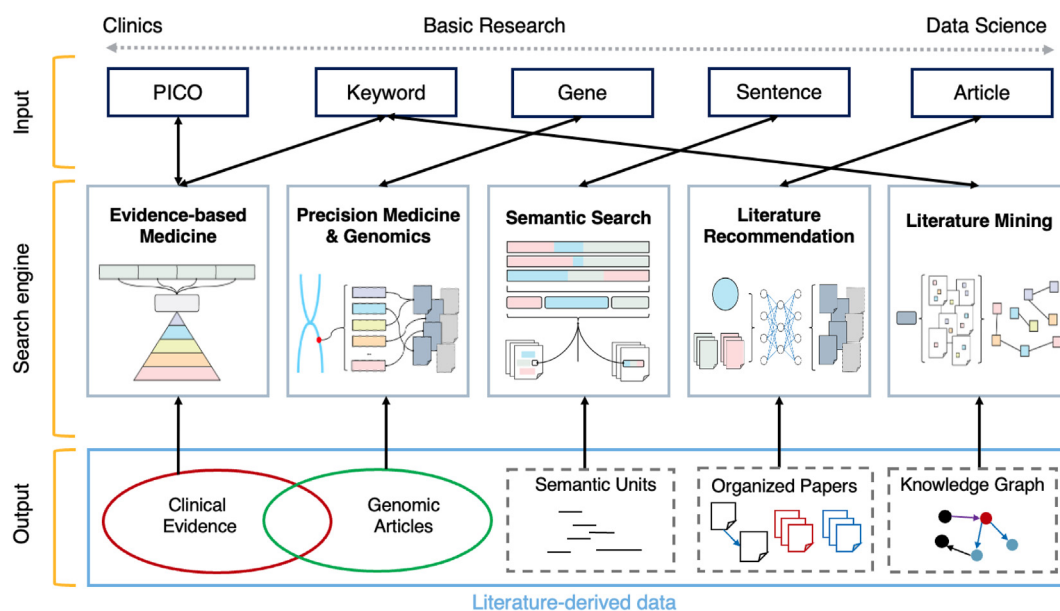 Clinics
Basic Research
Data Science
Input
PICO
Keyword
Gene
Sentence
Article
Search engine
Evidence-based
Medicine
Precision Medicine
& Genomics
Semantic Search
Literature
Recommendation
Literature Mining
Output
Clinical
Evidence
Genomic
Articles
Semantic Units
Organized Papers
Knowledge Graph
Literature-derived data